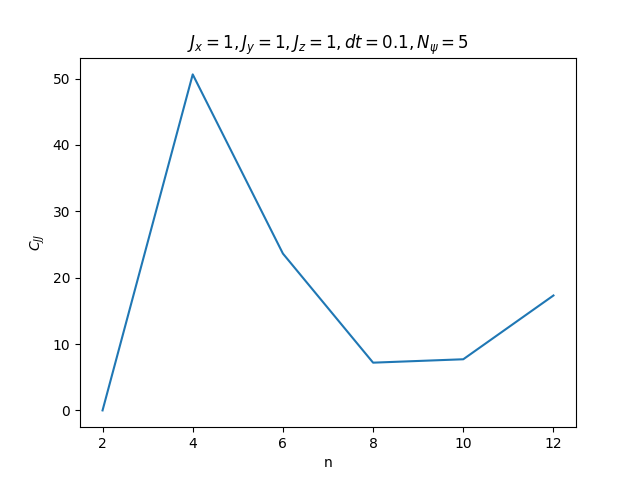 J_x = 1, J_y = 1, J_z = 1, dt = 0.1, N_ψ = 5
C_JJ
50
40
30
20
10
0
2 4 6 8 10 12
n